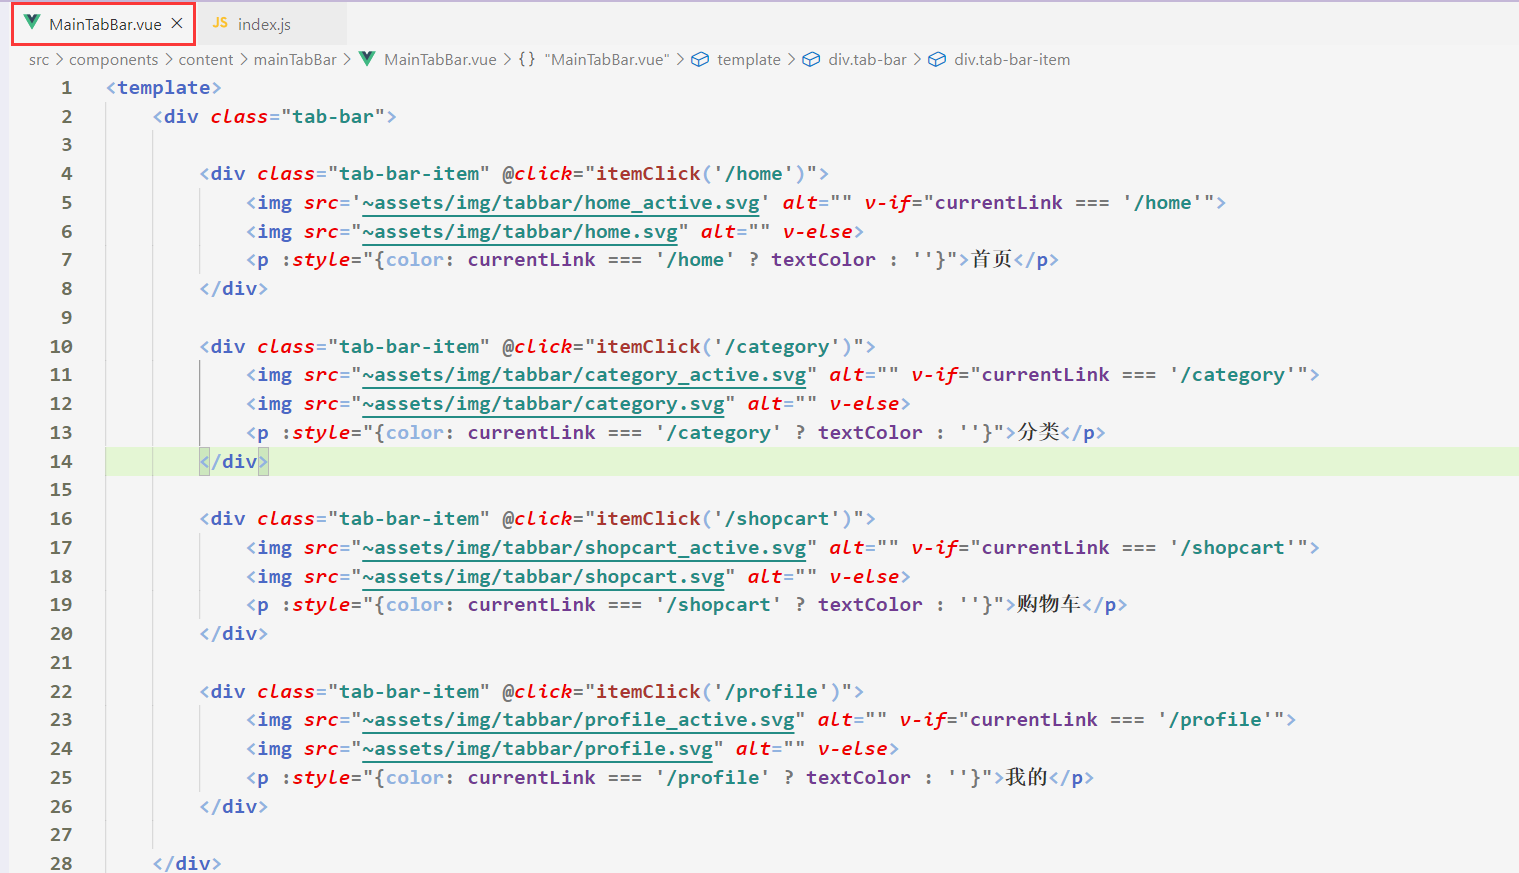 MainTabBar.vue × JS index.js
src > components > content > mainTabBar > MainTabBar.vue > {} "MainTabBar.vue" > template > div.tab-bar > div.tab-bar-item
1 <template>
2 <div class="tab-bar">
3
4 <div class="tab-bar-item" @click="itemClick('/home')">
5 <img src='~assets/img/tabbar/home_active.svg' alt="" v-if="currentLink === '/home'">
6 <img src="~assets/img/tabbar/home.svg" alt="" v-else>
7 <p :style="{color: currentLink === '/home' ? textColor : ''}">首页</p>
8 </div>
9
10 <div class="tab-bar-item" @click="itemClick('/category')">
11 <img src="~assets/img/tabbar/category_active.svg" alt="" v-if="currentLink === '/category'">
12 <img src="~assets/img/tabbar/category.svg" alt="" v-else>
13 <p :style="{color: currentLink === '/category' ? textColor : ''}">分类</p>
14 </div>
15
16 <div class="tab-bar-item" @click="itemClick('/shopcart')">
17 <img src="~assets/img/tabbar/shopcart_active.svg" alt="" v-if="currentLink === '/shopcart'">
18 <img src="~assets/img/tabbar/shopcart.svg" alt="" v-else>
19 <p :style="{color: currentLink === '/shopcart' ? textColor : ''}">购物车</p>
20 </div>
21
22 <div class="tab-bar-item" @click="itemClick('/profile')">
23 <img src="~assets/img/tabbar/profile_active.svg" alt="" v-if="currentLink === '/profile'">
24 <img src="~assets/img/tabbar/profile.svg" alt="" v-else>
25 <p :style="{color: currentLink === '/profile' ? textColor : ''}">我的</p>
26 </div>
27
28 </div>